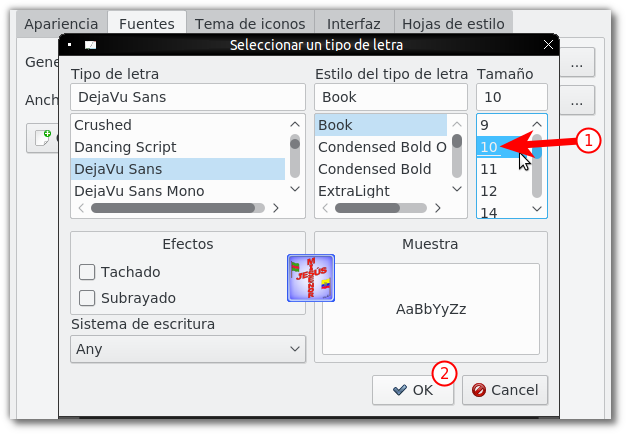 Apariencia Fuentes Tema de iconos Interfaz Hojas de estilo
Seleccionar un tipo de letra
Gene
...
Anch
...
Tipo de letra Estilo del tipo de letra Tamaño
DejaVu Sans Book 10
Crushed Book 9
Dancing Script Condensed Bold O 10 1
DejaVu Sans Condensed Bold 11
DejaVu Sans Mono ExtraLight 12
14
Efectos Muestra
Tachado
Subrayado
JESÚS
AaBbYyZz
Sistema de escritura
Any
2
OK Cancel